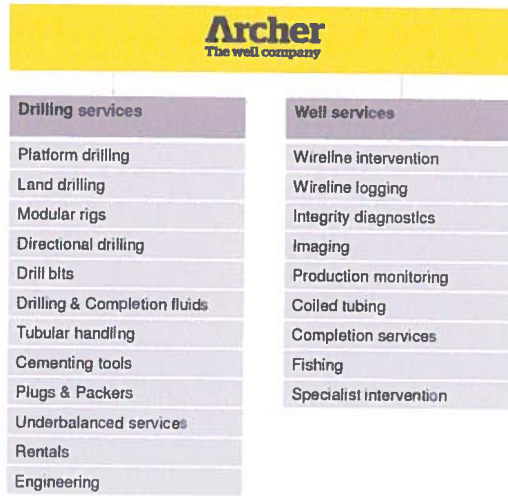 Archer
The well company
Drilling services
Platform drilling
Land drilling
Modular rigs
Directional drilling
Drill bits
Drilling & Completion fluids
Tubular handling
Cementing tools
Plugs & Packers
Underbalanced services
Rentals
Engineering
Well services
Wireline intervention
Wireline logging
Integrity diagnostics
Imaging
Production monitoring
Coiled tubing
Completion services
Fishing
Specialist intervention